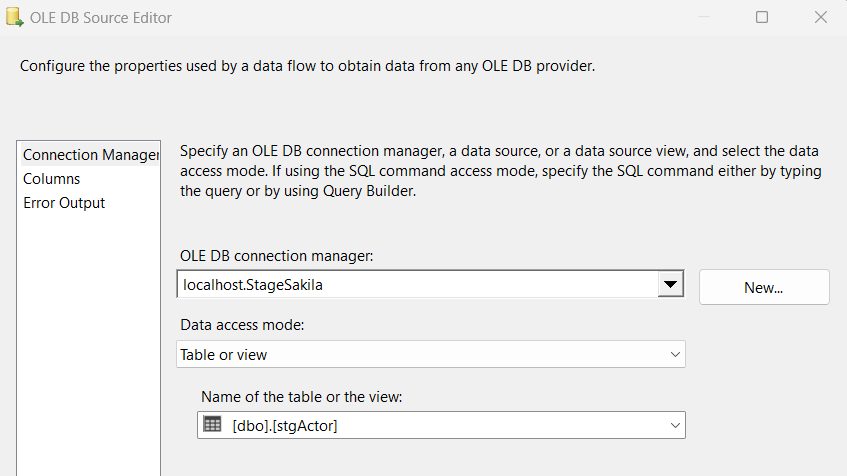 OLE DB Source Editor
Configure the properties used by a data flow to obtain data from any OLE DB provider.
Connection Manager
Columns
Error Output
Specify an OLE DB connection manager, a data source, or a data source view, and select the data
access mode. If using the SQL command access mode, specify the SQL command either by typing
the query or by using Query Builder.
OLE DB connection manager:
localhost.StageSakila
New...
Data access mode:
Table or view
Name of the table or the view:
[dbo].[stgActor]